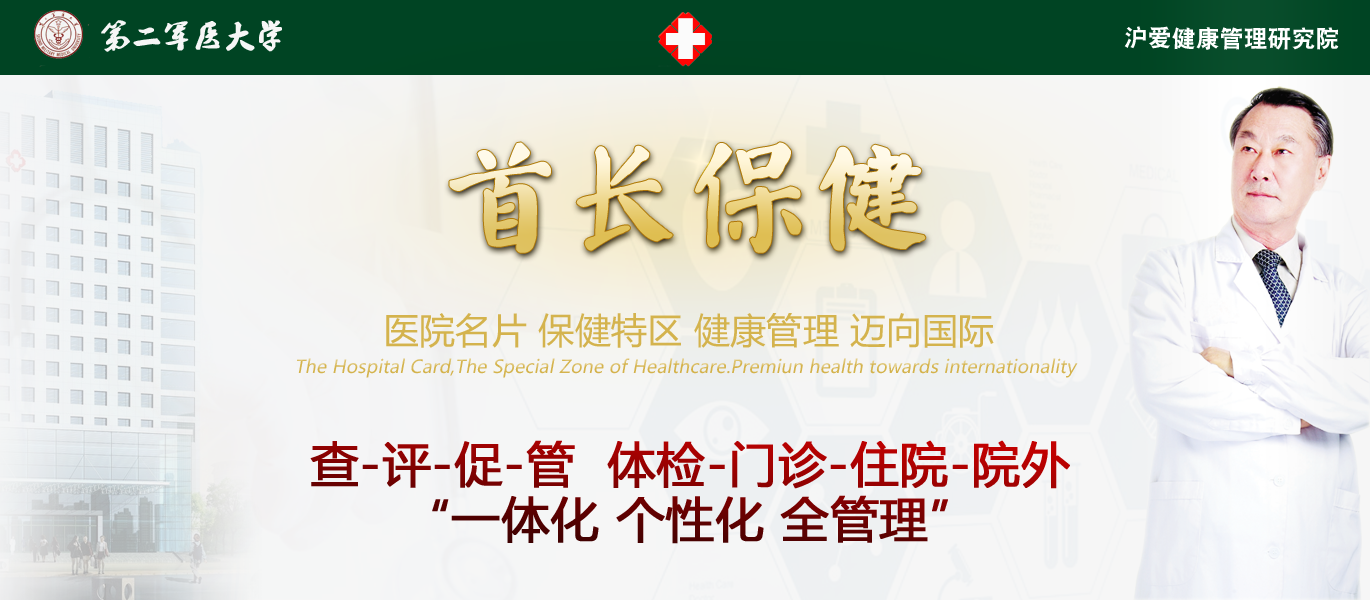 第二军医大学
沪爱健康管理研究院
首长保健
医院名片 保健特区 健康管理 迈向国际
The Hospital Card,The Special Zone of Healthcare.Premiun health towards internationality
查-评-促-管 体检-门诊-住院-院外
“一体化 个性化 全管理”